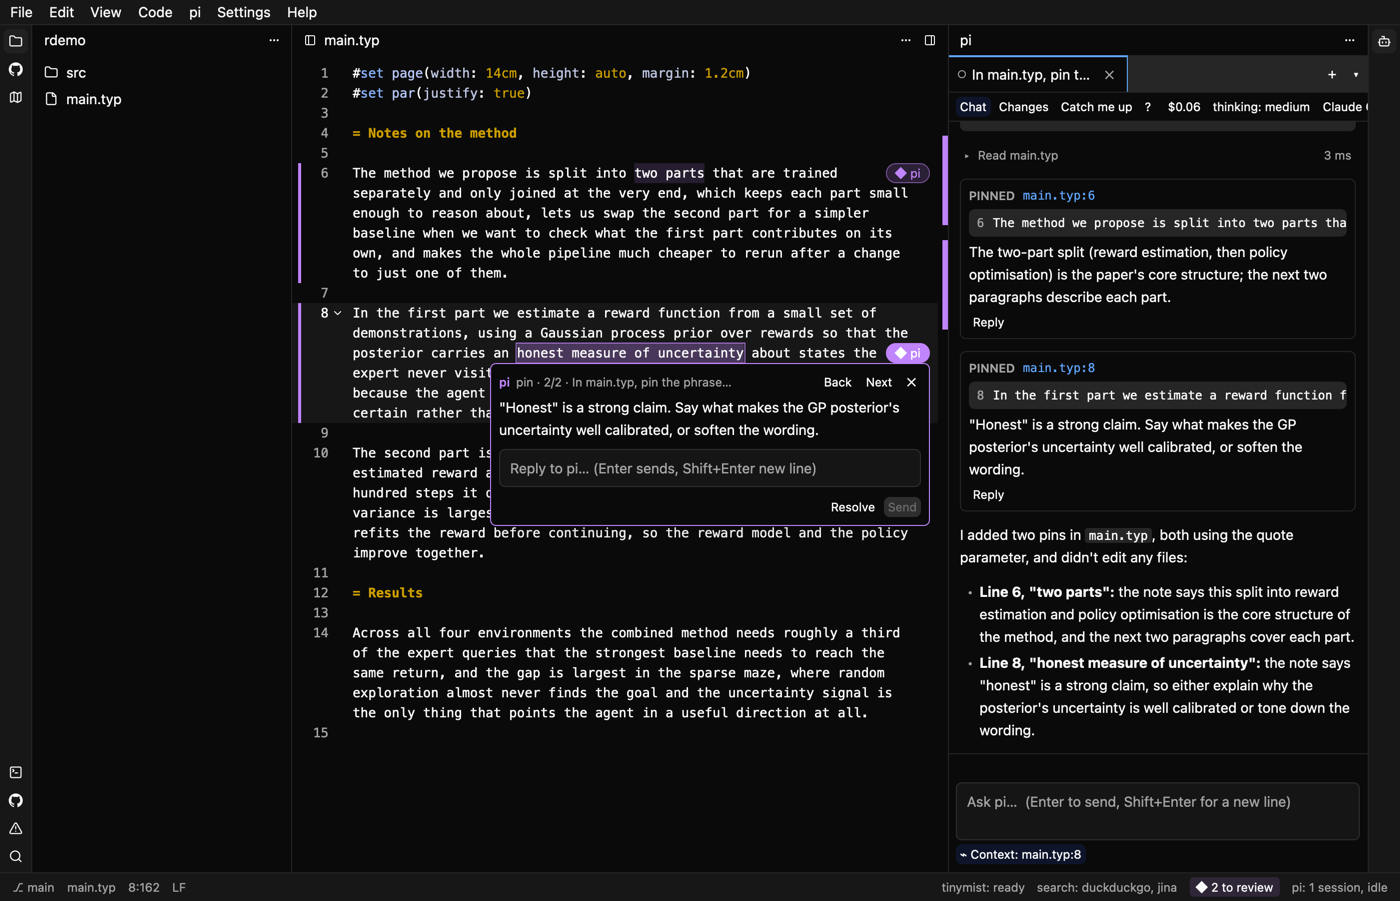 File Edit View Code pi Settings Help
rdemo ···
src
main.typ
main.typ ···
1 #set page(width: 14cm, height: auto, margin: 1.2cm)
2 #set par(justify: true)
3
4 = Notes on the method
5
6 The method we propose is split into two parts that are trained
pi
separately and only joined at the very end, which keeps each part small
enough to reason about, lets us swap the second part for a simpler
baseline when we want to check what the first part contributes on its
own, and makes the whole pipeline much cheaper to rerun after a change
to just one of them.
7
8 In the first part we estimate a reward function from a small set of
demonstrations, using a Gaussian process prior over rewards so that the
posterior carries an honest measure of uncertainty about states the
pi
expert never visit
because the agent
certain rather tha
9
10 The second part is
estimated reward a
hundred steps it
variance is larges
refits the reward before continuing, so the reward model and the policy
improve together.
11
12 = Results
13
14 Across all four environments the combined method needs roughly a third
of the expert queries that the strongest baseline needs to reach the
same return, and the gap is largest in the sparse maze, where random
exploration almost never finds the goal and the uncertainty signal is
the only thing that points the agent in a useful direction at all.
15
pi pin · 2/2 · In main.typ, pin the phrase... Back Next ×
"Honest" is a strong claim. Say what makes the GP posterior's
uncertainty well calibrated, or soften the wording.
Reply to pi... (Enter sends, Shift+Enter new line)
Resolve Send
pi ···
In main.typ, pin t... × +
Chat Changes Catch me up ? $0.06 thinking: medium Claude
Read main.typ 3 ms
PINNED main.typ:6
6 The method we propose is split into two parts tha
The two-part split (reward estimation, then policy
optimisation) is the paper's core structure; the next two
paragraphs describe each part.
Reply
PINNED main.typ:8
8 In the first part we estimate a reward function f
"Honest" is a strong claim. Say what makes the GP
posterior's uncertainty well calibrated, or soften the
wording.
Reply
I added two pins in main.typ, both using the quote
parameter, and didn't edit any files:
• Line 6, "two parts": the note says this split into reward
estimation and policy optimisation is the core structure of
the method, and the next two paragraphs cover each part.
• Line 8, "honest measure of uncertainty": the note says
"honest" is a strong claim, so either explain why the
posterior's uncertainty is well calibrated or tone down the
wording.
Ask pi... (Enter to send, Shift+Enter for a new line)
Context: main.typ:8
main main.typ 8:162 LF
tinymist: ready search: duckduckgo, jina 2 to review pi: 1 session, idle